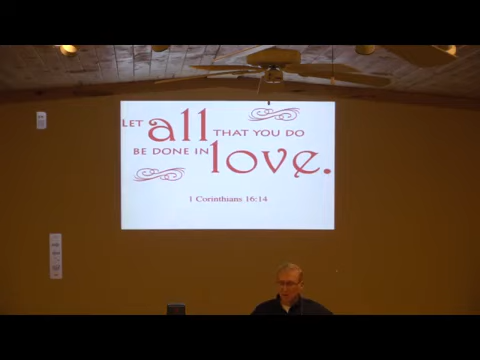 LET all THAT YOU DO
BE DONE IN love.
1 Corinthians 16:14